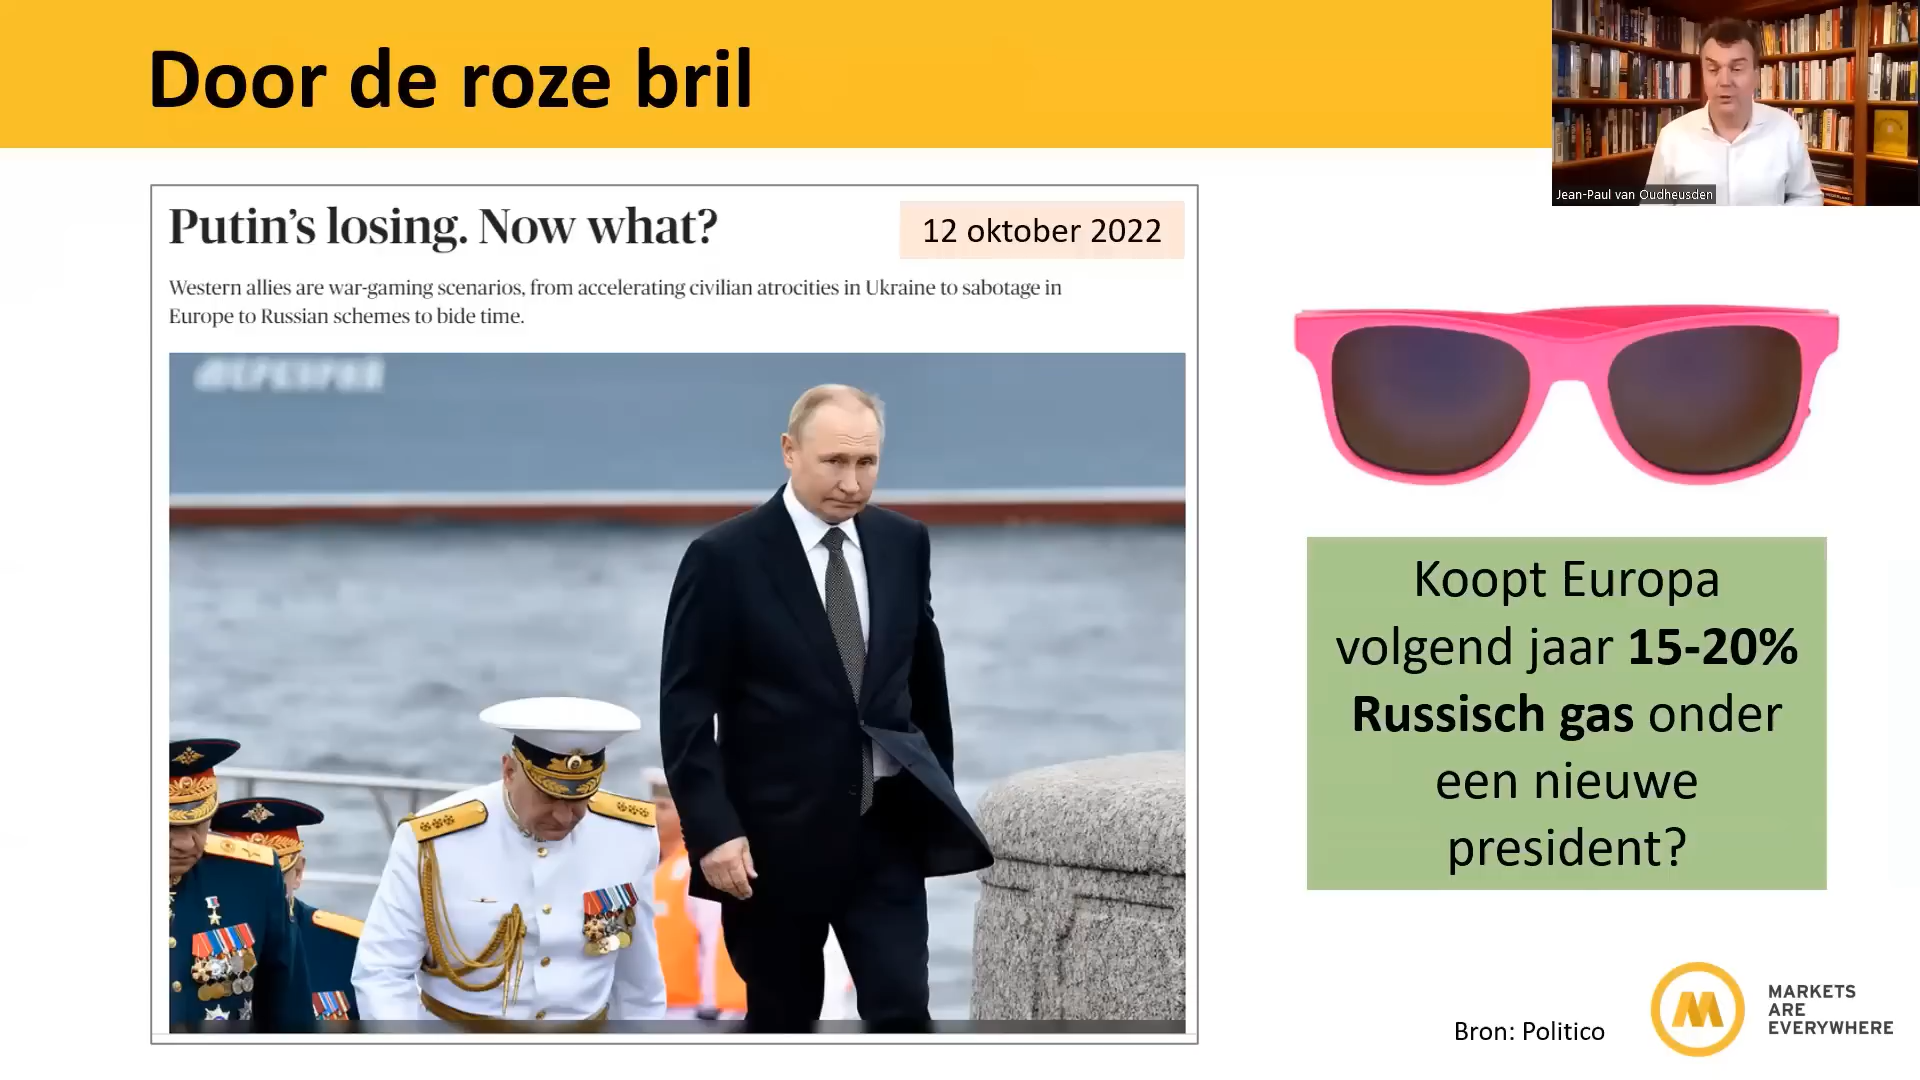 Door de roze bril
Jean-Paul van Oudheusden
Putin's losing. Now what?
12 oktober 2022
Western allies are war-gaming scenarios, from accelerating civilian atrocities in Ukraine to sabotage in
Europe to Russian schemes to bide time.
Koopt Europa
volgend jaar 15-20%
Russisch gas onder
een nieuwe
president?
Bron: Politico
MARKETS
ARE
EVERYWHERE